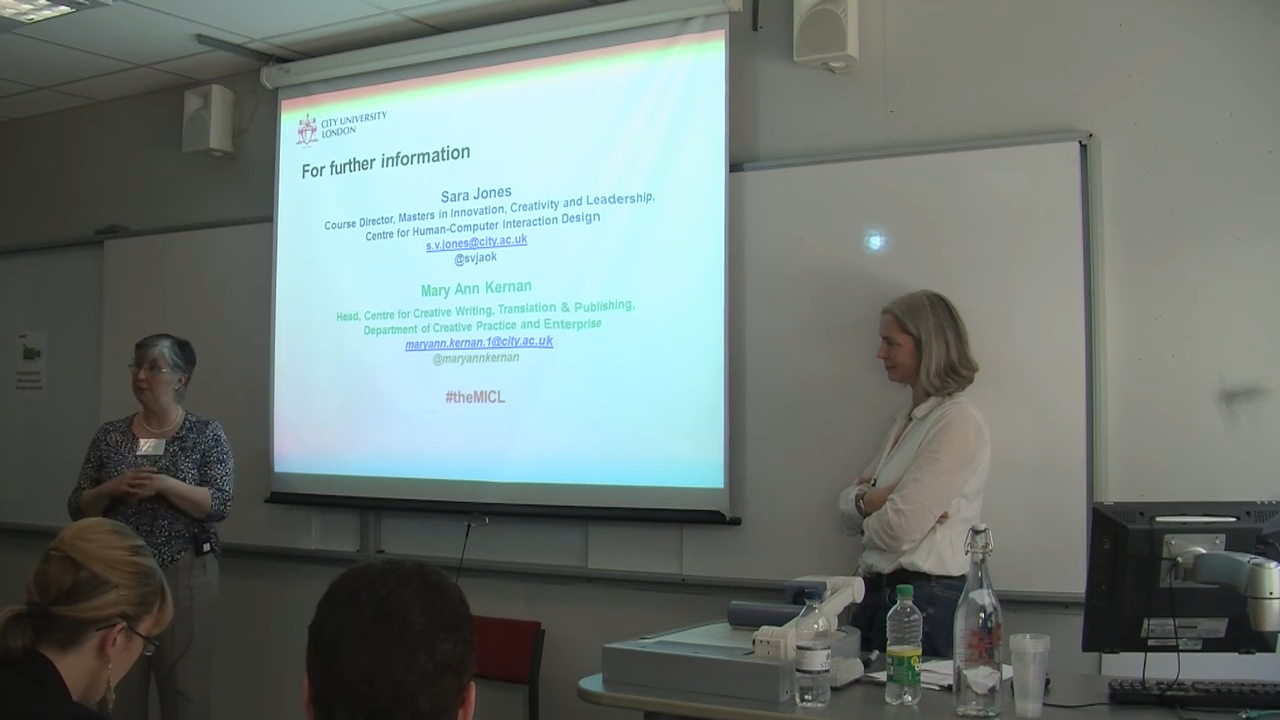 CITY UNIVERSITY
LONDON
For further information
Sara Jones
Course Director, Masters in Innovation, Creativity and Leadership,
Centre for Human-Computer Interaction Design
s.v.jones@city.ac.uk
@svjaok
Mary Ann Kernan
Head, Centre for Creative Writing, Translation & Publishing,
Department of Creative Practice and Enterprise
maryann.kernan.1@city.ac.uk
@maryannkernan
#theMICL